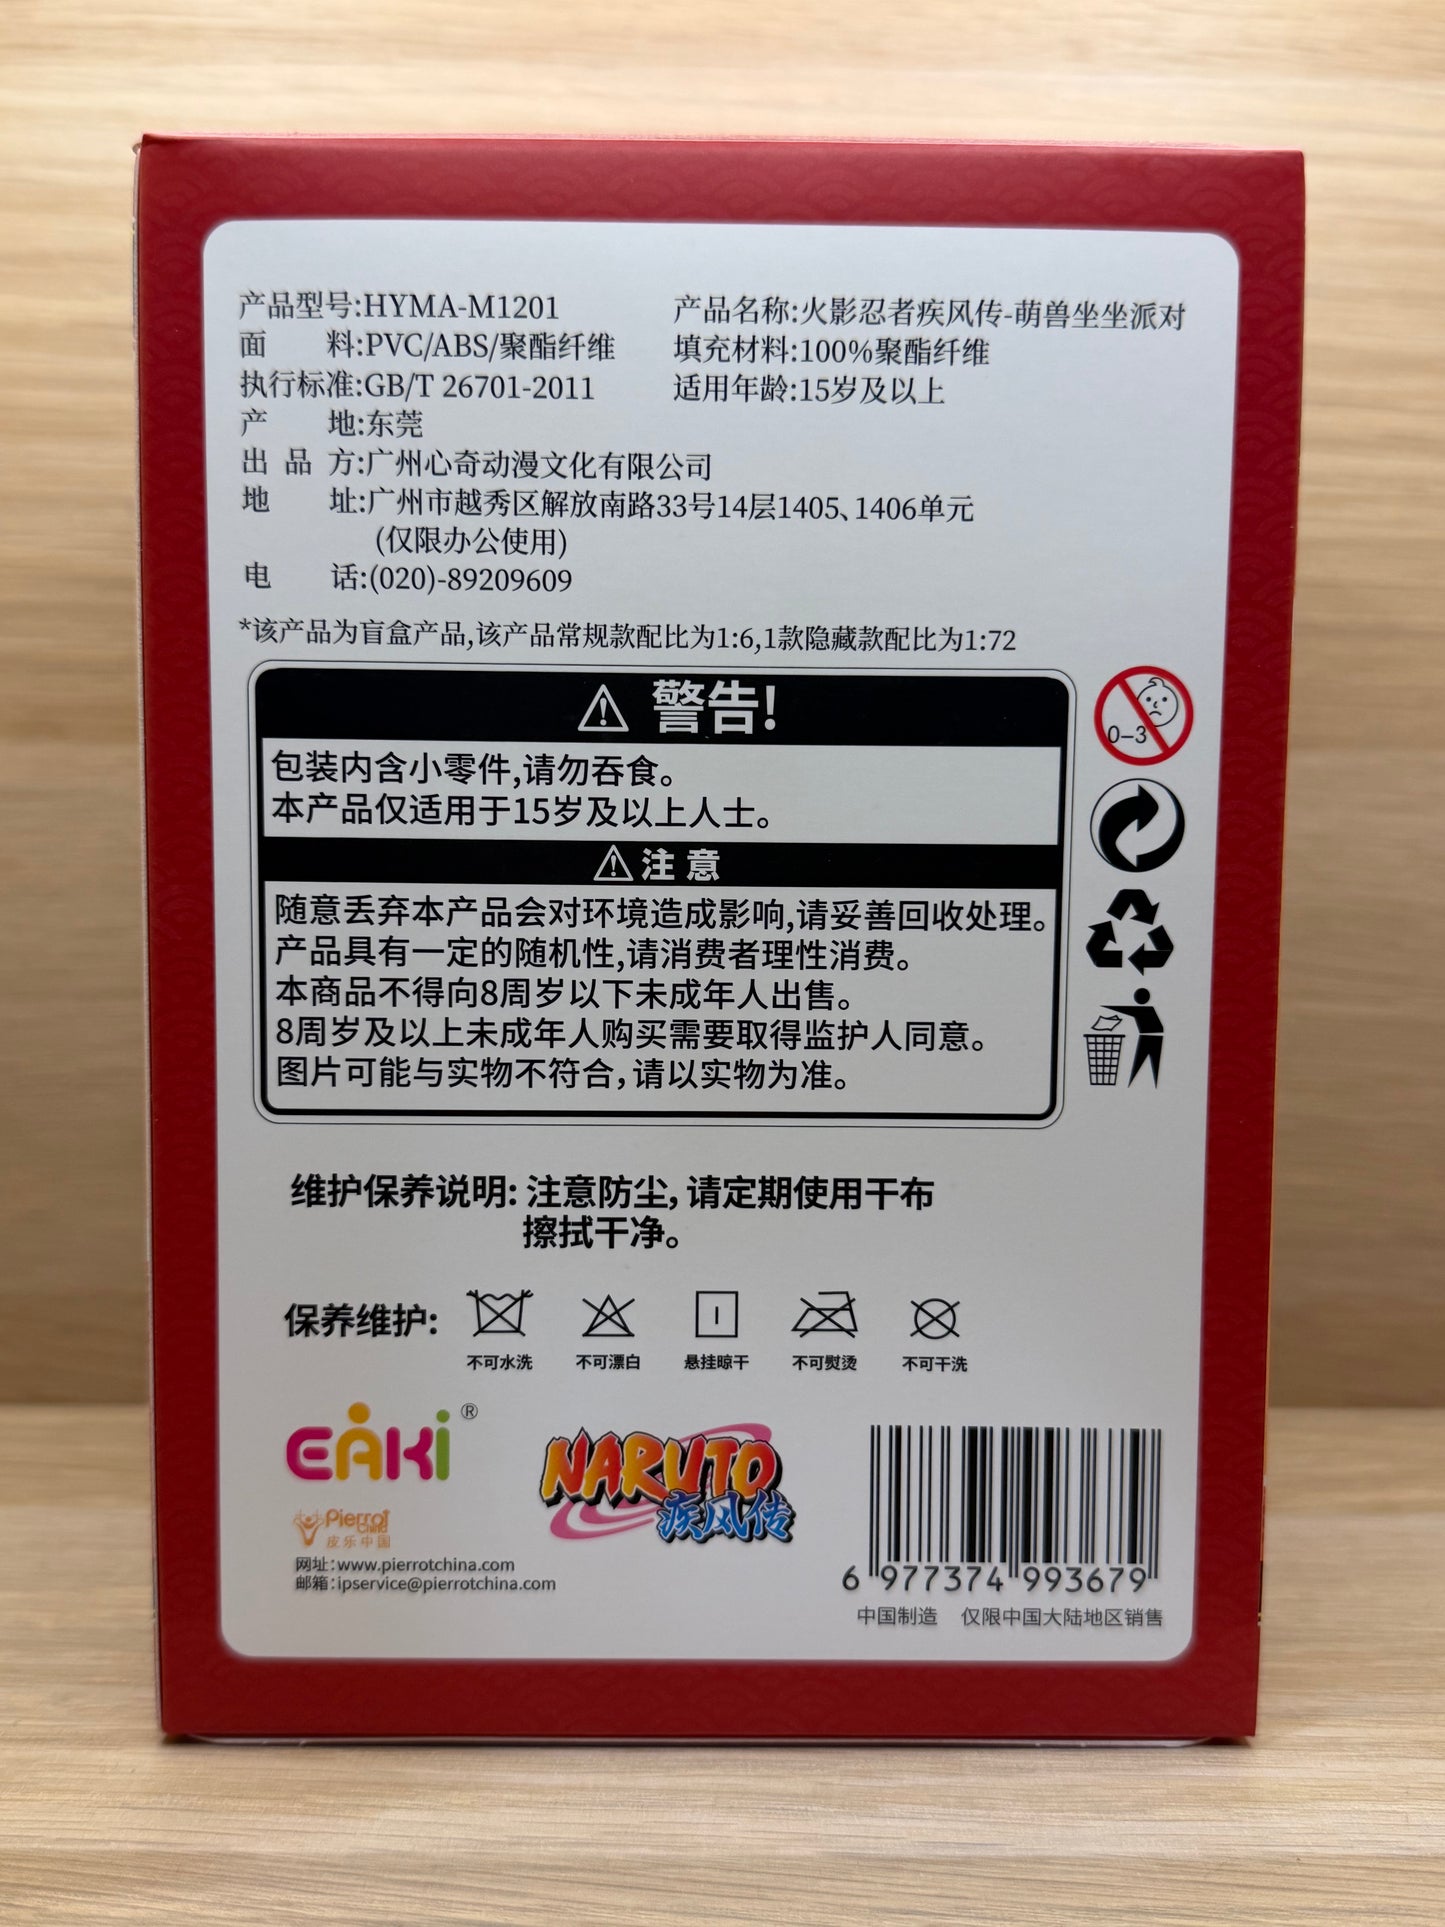 产品型号:HYMA-M1201
产品名称:火影忍者疾风传-萌兽坐坐派对
面 料:PVC/ABS/聚酯纤维
填充材料:100%聚酯纤维
执行标准:GB/T 26701-2011
适用年龄:15岁及以上
产 地:东莞
出 品 方:广州心奇动漫文化有限公司
地 址:广州市越秀区解放南路33号14层1405、1406单元
(仅限办公使用)
电 话:(020)-89209609
*该产品为盲盒产品,该产品常规款配比为1:6,1款隐藏款配比为1:72
警告!
包装内含小零件,请勿吞食。
本产品仅适用于15岁及以上人士。
注 意
随意丢弃本产品会对环境造成影响,请妥善回收处理。
产品具有一定的随机性,请消费者理性消费。
本商品不得向8周岁以下未成年人出售。
8周岁及以上未成年人购买需要取得监护人同意。
图片可能与实物不符合,请以实物为准。
0-3
维护保养说明: 注意防尘, 请定期使用干布
擦拭干净。
保养维护:
不可水洗 不可漂白 悬挂晾干 不可熨烫 不可干洗
EAKI®
NARUTO
疾风传
Pierrot
China
皮乐中国
网址:www.pierrotchina.com
邮箱:ipservice@pierrotchina.com
6 977374 993679
中国制造 仅限中国大陆地区销售